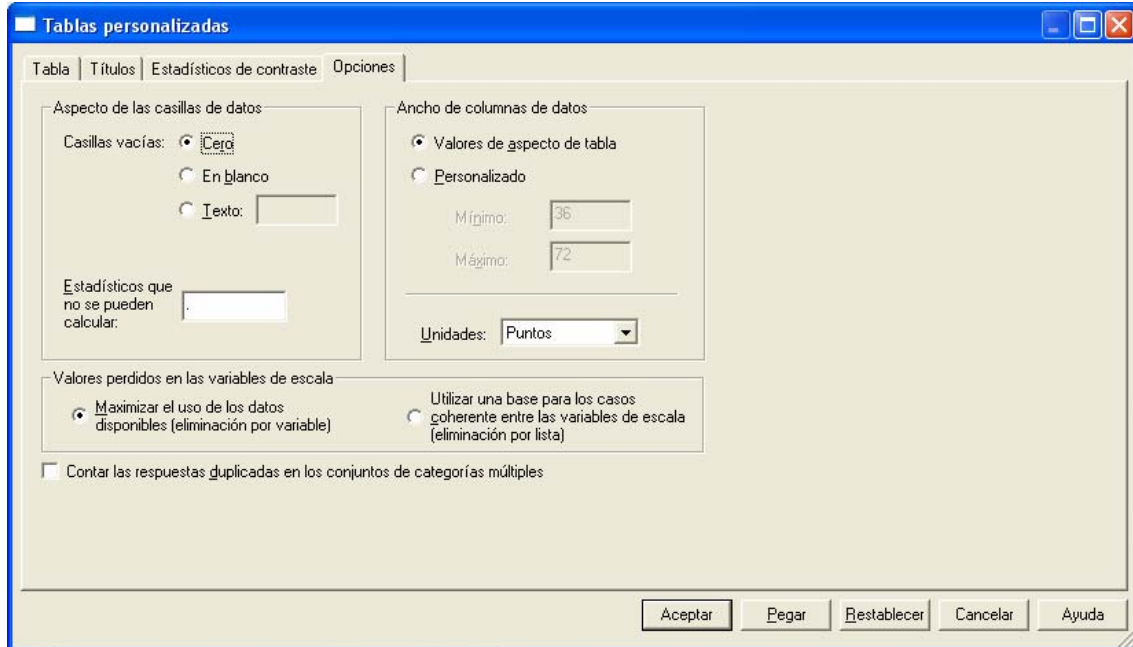 Tablas personalizadas
Tabla
Títulos
Estadísticos de contraste
Opciones
Aspecto de las casillas de datos
Casillas vacías:
Cero
En blanco
Texto:
Estadísticos que
no se pueden
calcular:
.
Ancho de columnas de datos
Valores de aspecto de tabla
Personalizado
Mínimo:
36
Máximo:
72
Unidades:
Puntos
Valores perdidos en las variables de escala
Maximizar el uso de los datos
disponibles (eliminación por variable)
Utilizar una base para los casos
coherente entre las variables de escala
(eliminación por lista)
Contar las respuestas duplicadas en los conjuntos de categorías múltiples
Aceptar
Pegar
Restablecer
Cancelar
Ayuda